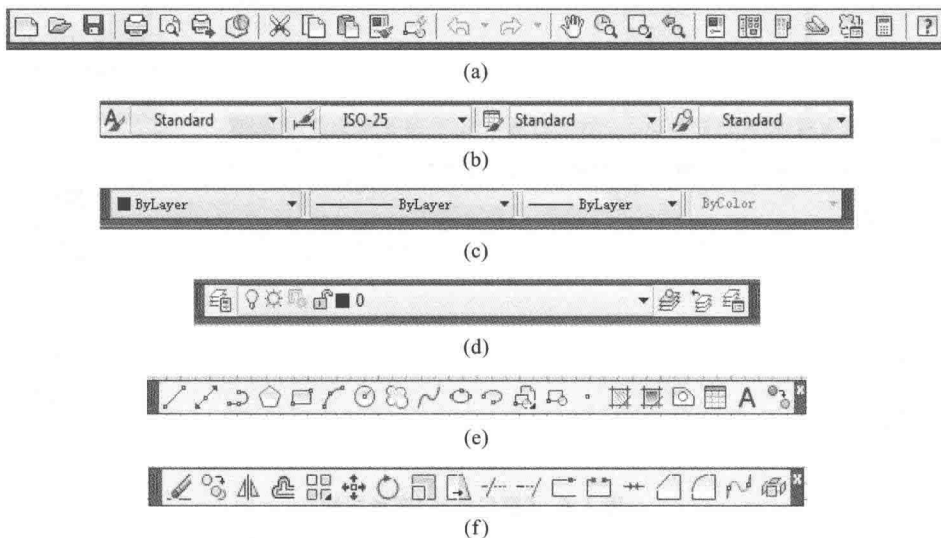 (a)
Standard ISO-25 Standard Standard
(b)
ByLayer ByLayer ByLayer ByColor
(c)
0
(d)
A
(e)
(f)